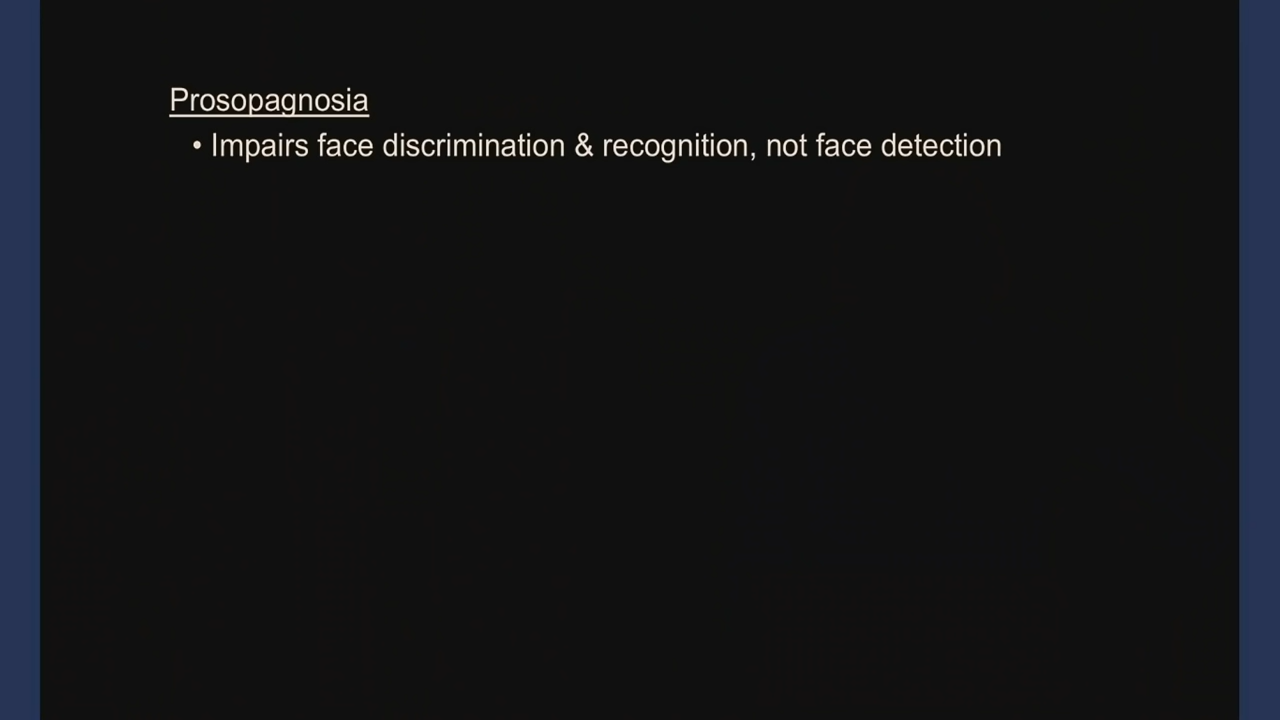 Prosopagnosia
• Impairs face discrimination & recognition, not face detection